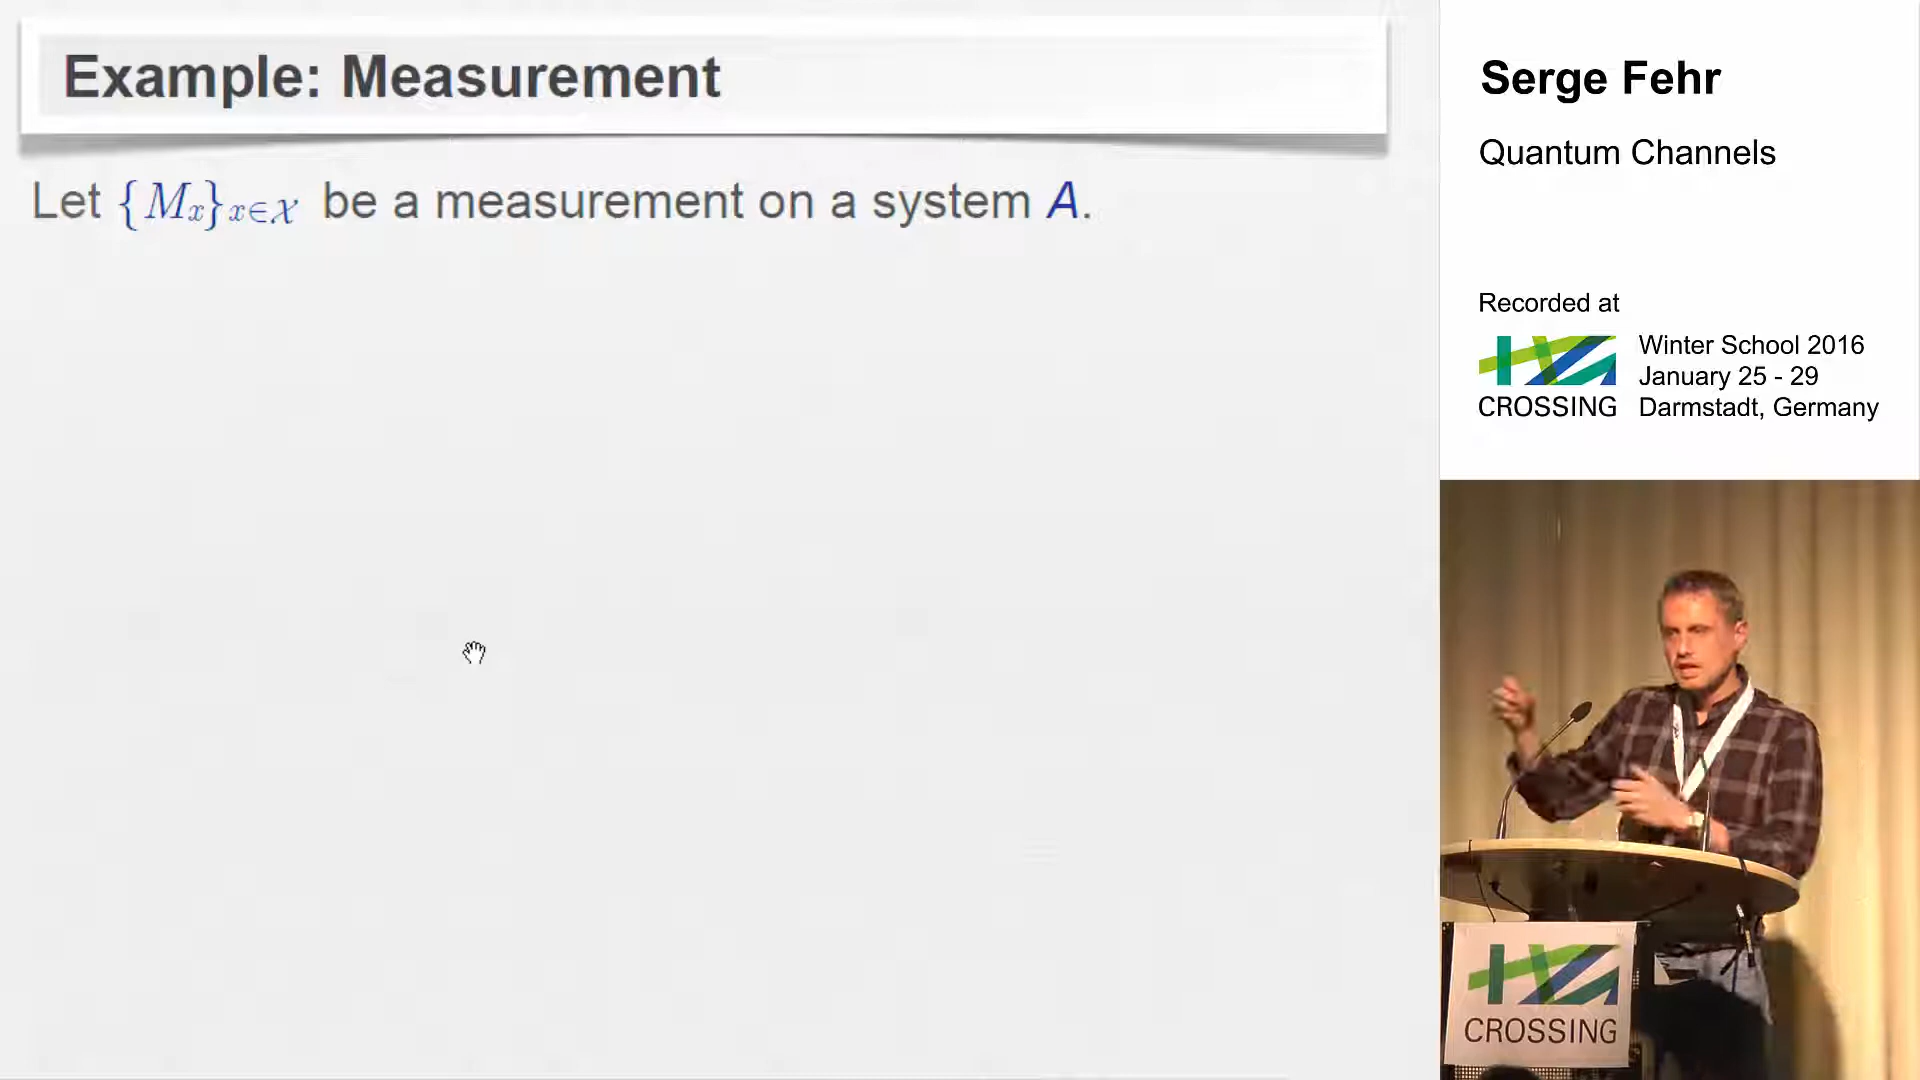 Example: Measurement
Let {Mₓ}ₓ∈𝒳 be a measurement on a system A.
Serge Fehr
Quantum Channels
Recorded at
CROSSING
Winter School 2016
January 25 - 29
Darmstadt, Germany
CROSSING